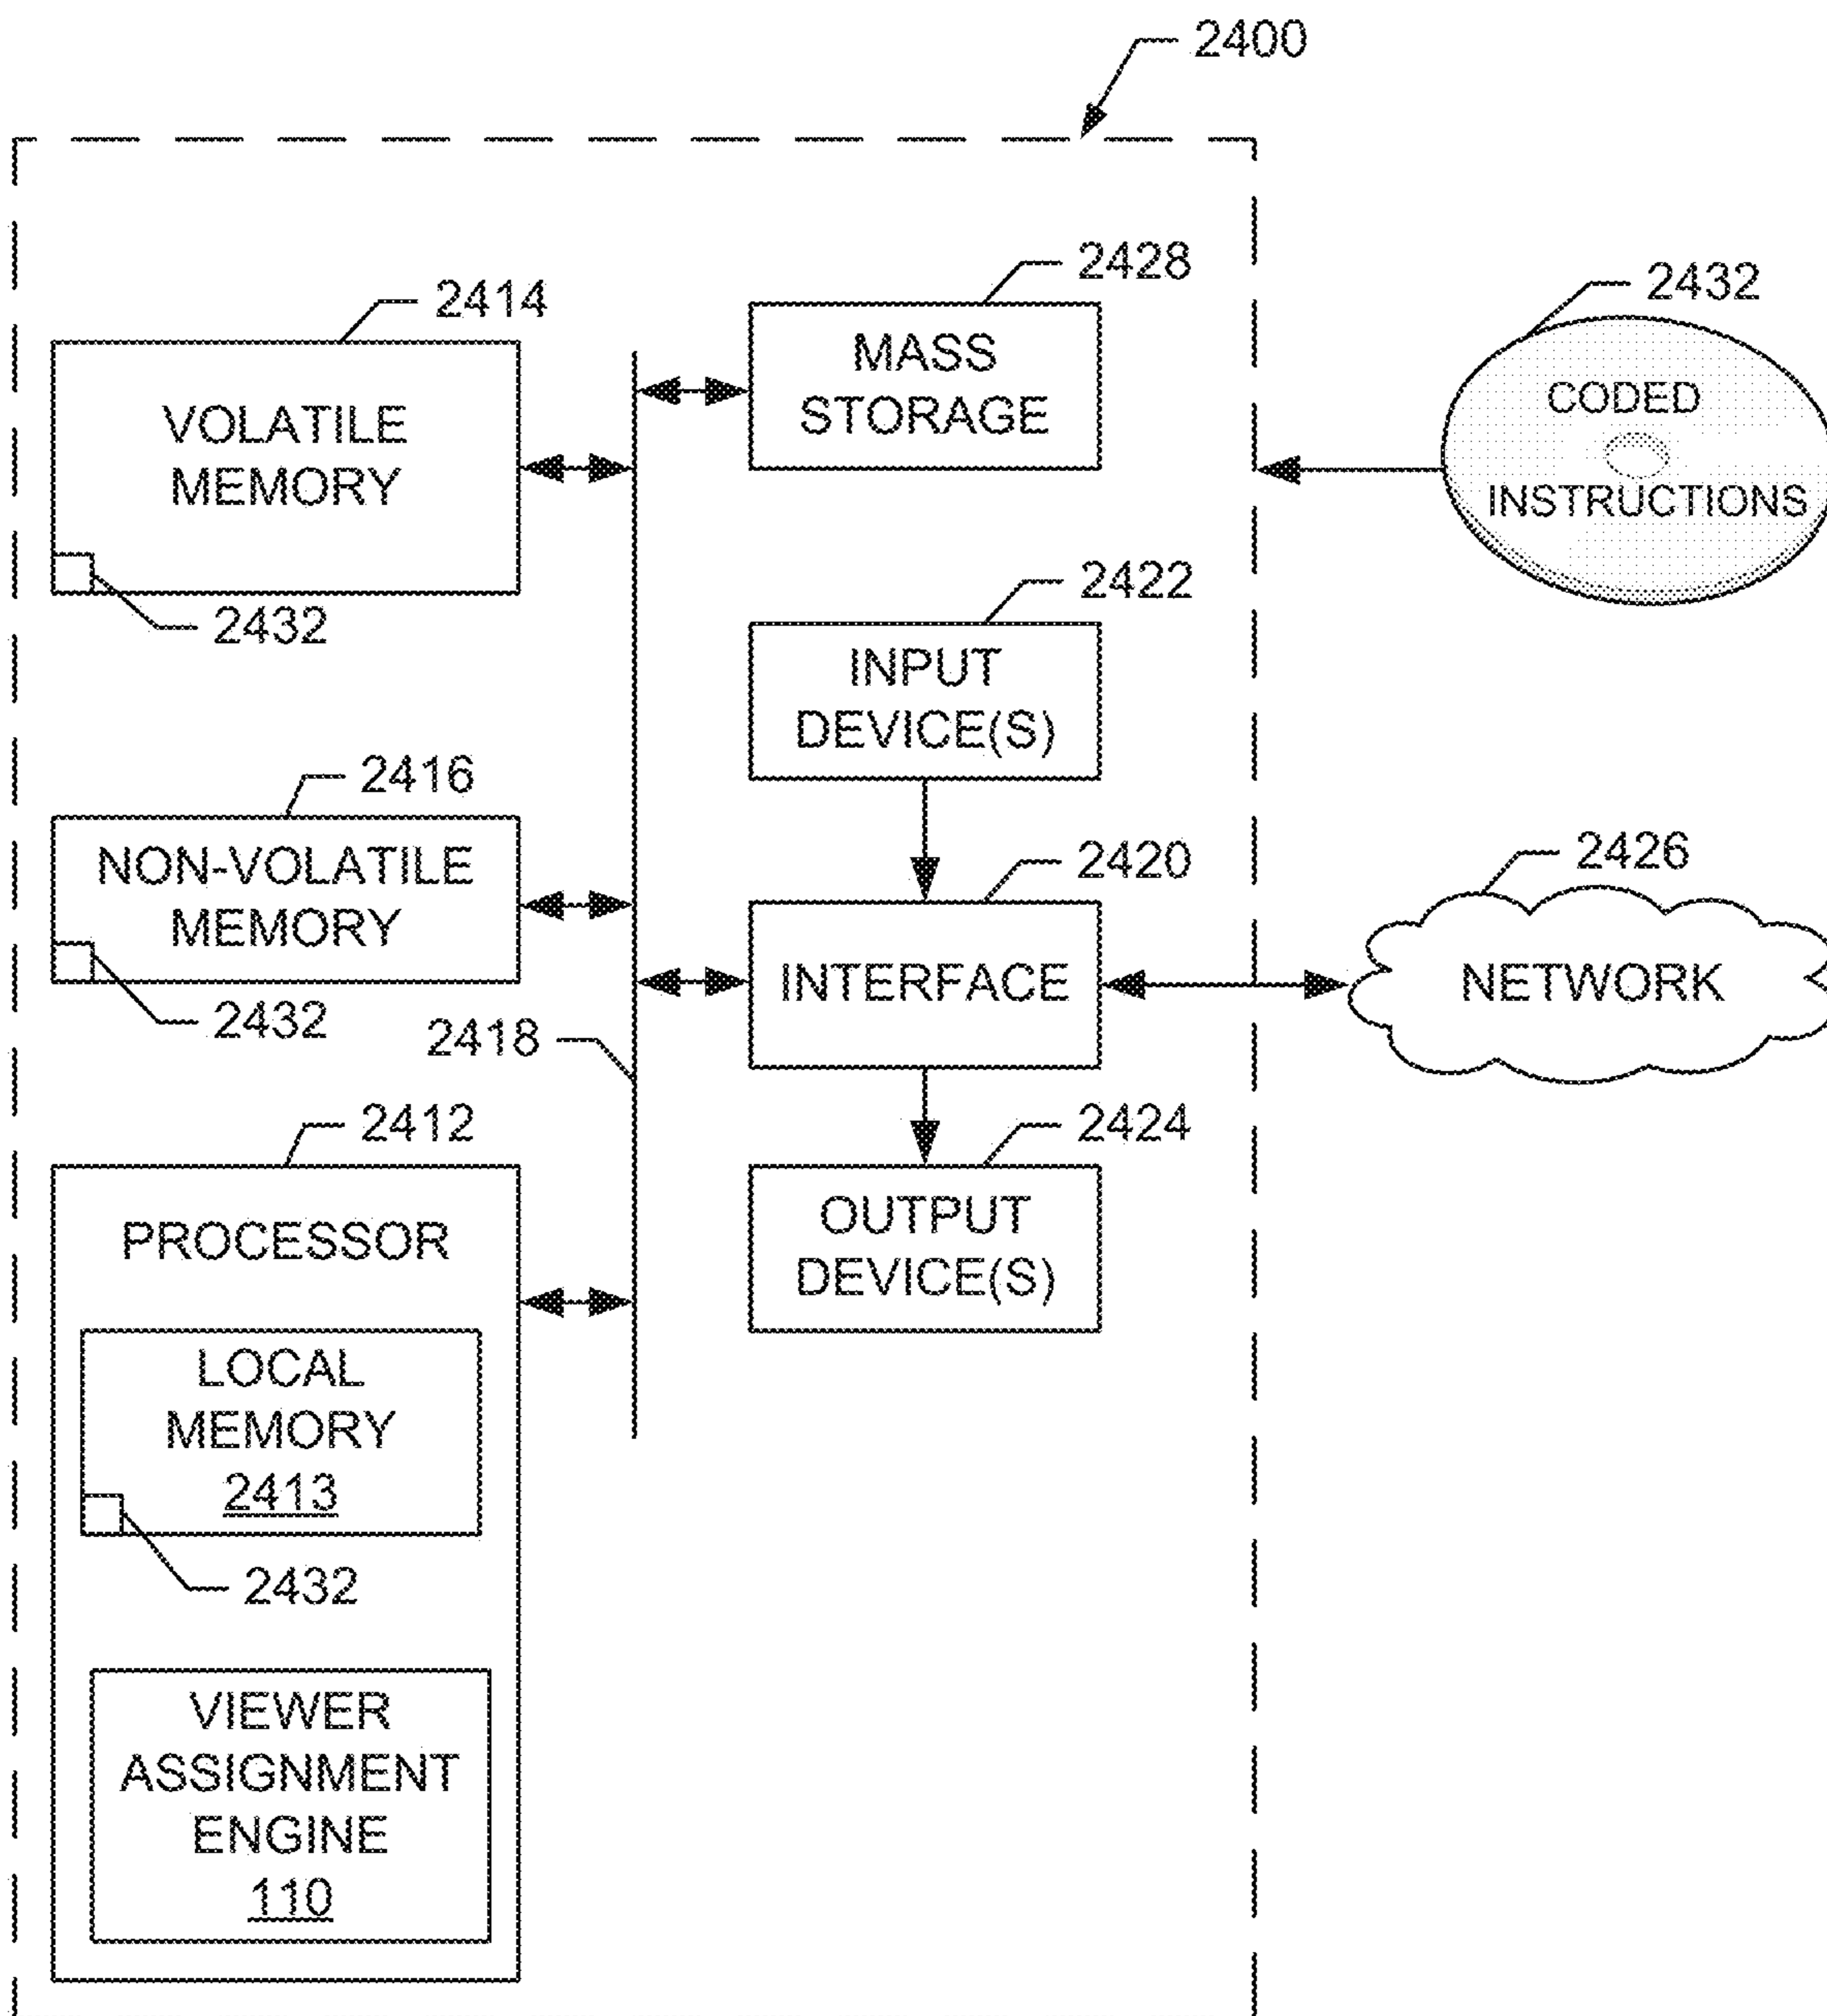 2400
2428
2414
2432
MASS
STORAGE
VOLATILE
MEMORY
CODED
INSTRUCTIONS
2432
2422
INPUT
DEVICE(S)
2416
2420
2426
NON-VOLATILE
MEMORY
INTERFACE
NETWORK
2432
2418
2412
2424
PROCESSOR
OUTPUT
DEVICE(S)
LOCAL
MEMORY
2413
2432
VIEWER
ASSIGNMENT
ENGINE
110